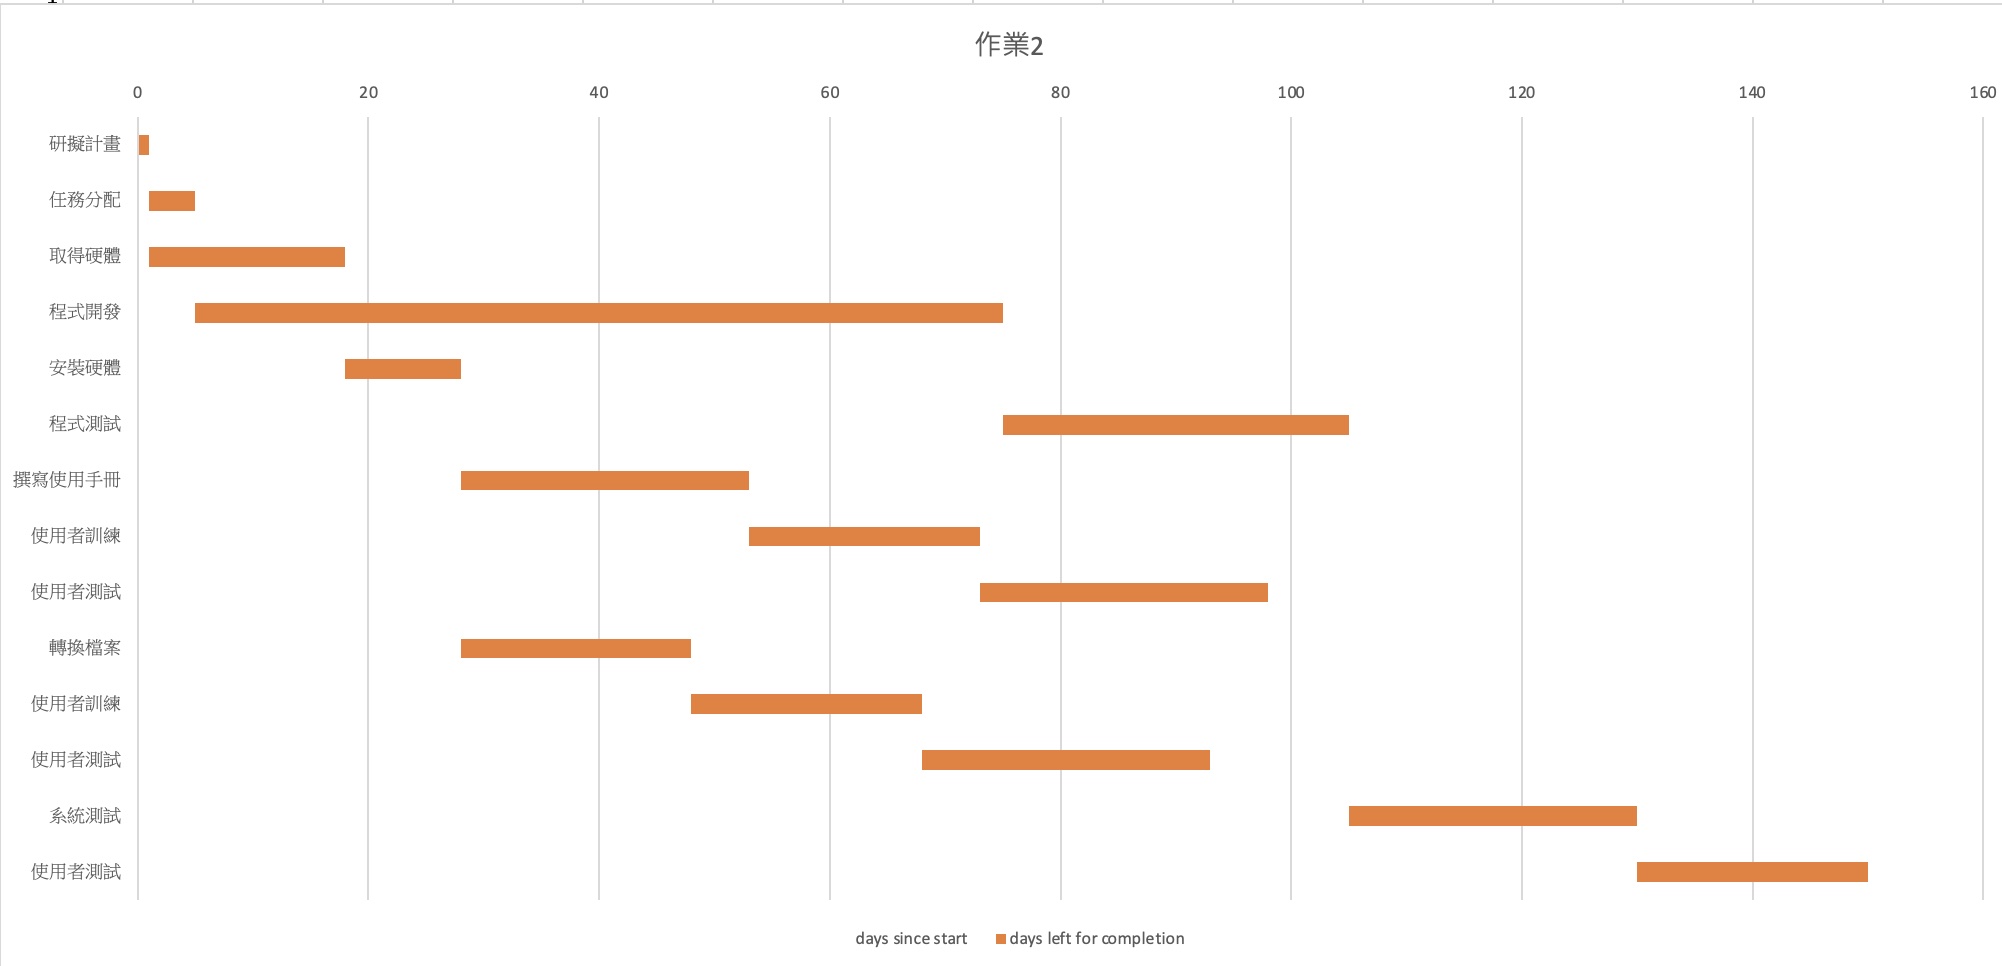 作業2
0 20 40 60 80 100 120 140 160
研擬計畫
任務分配
取得硬體
程式開發
安裝硬體
程式測試
撰寫使用手冊
使用者訓練
使用者測試
轉換檔案
使用者訓練
使用者測試
系統測試
使用者測試
days since start days left for completion